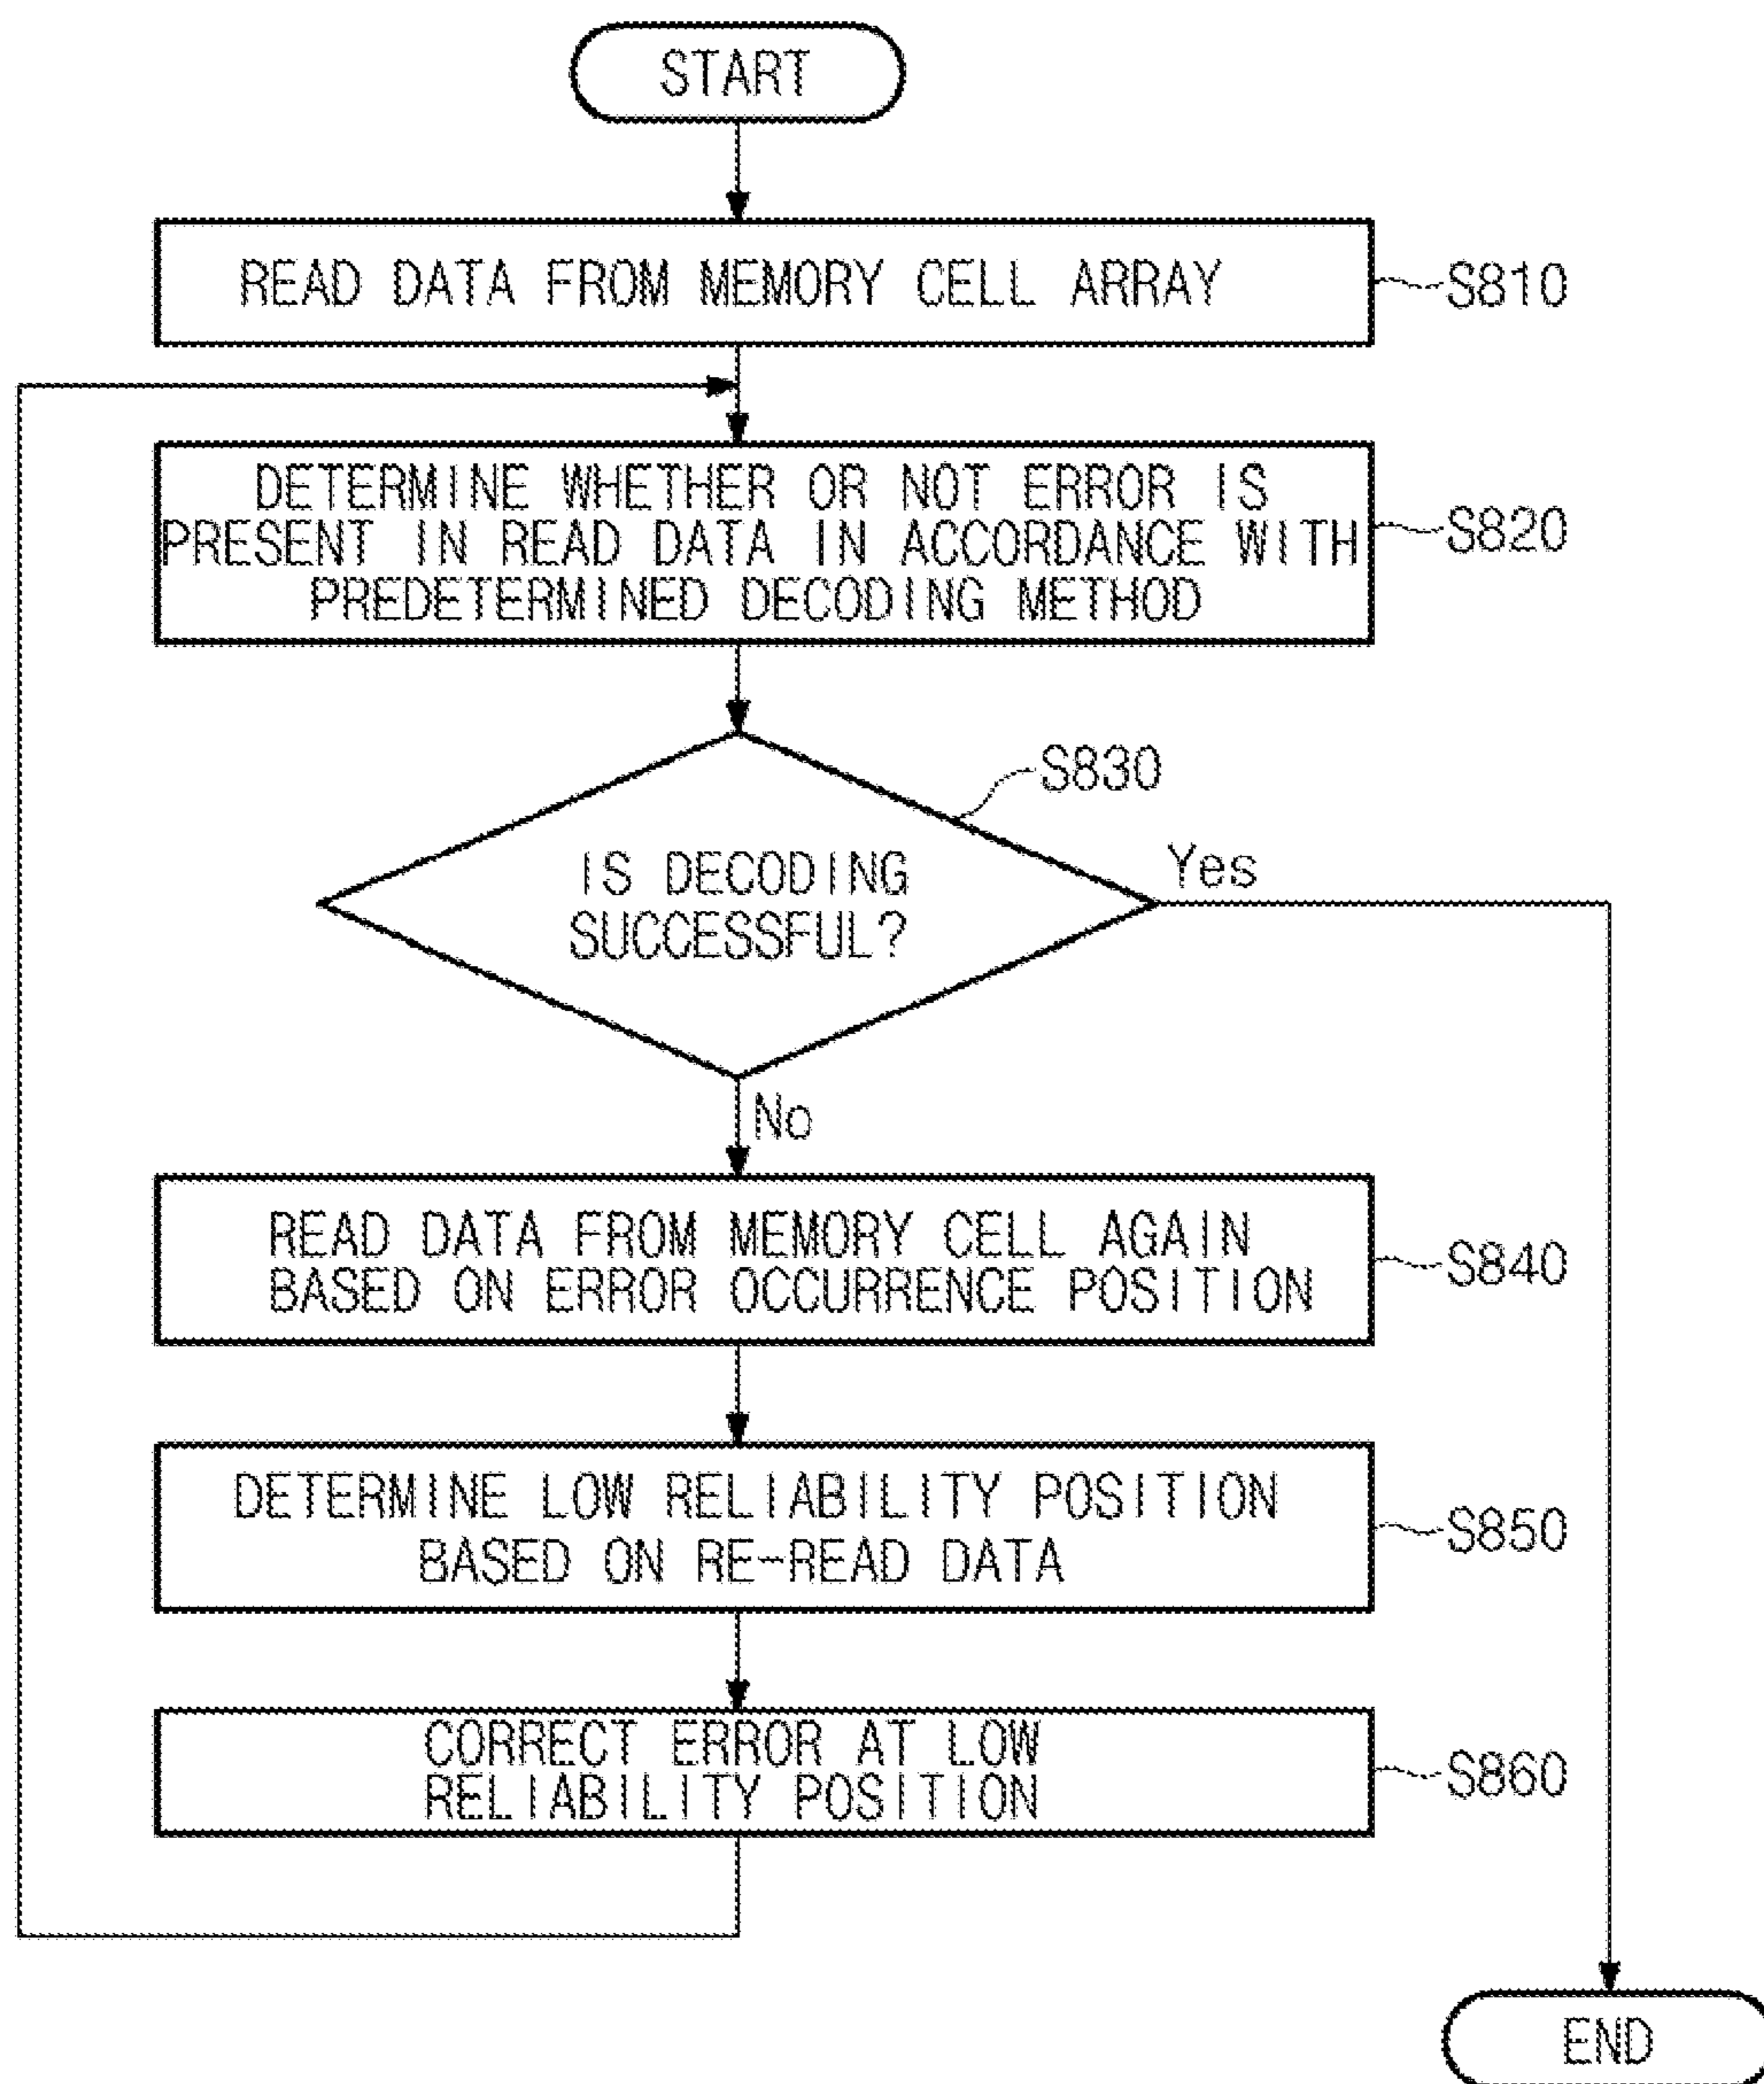 START
READ DATA FROM MEMORY CELL ARRAY
S810
DETERMINE WHETHER OR NOT ERROR IS
PRESENT IN READ DATA IN ACCORDANCE WITH
PREDETERMINED DECODING METHOD
S820
S830
IS DECODING
SUCCESSFUL?
Yes
No
READ DATA FROM MEMORY CELL AGAIN
BASED ON ERROR OCCURRENCE POSITION
S840
DETERMINE LOW RELIABILITY POSITION
BASED ON RE-READ DATA
S850
CORRECT ERROR AT LOW
RELIABILITY POSITION
S860
END